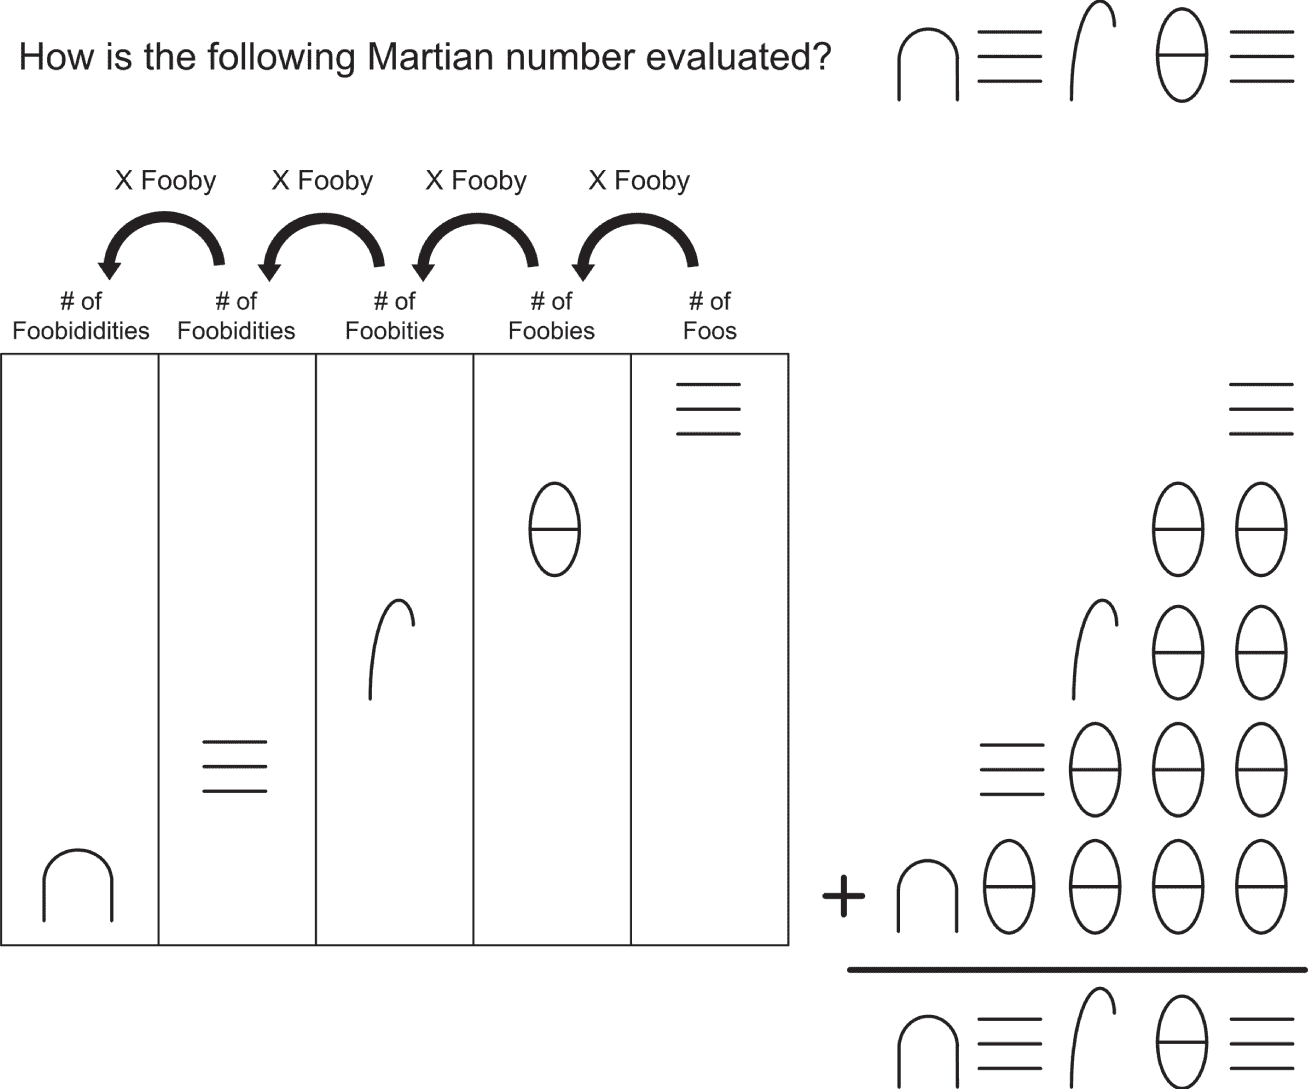 How is the following Martian number evaluated?
X Fooby X Fooby X Fooby X Fooby
# of # of # of # of # of
Foobididities Foobidities Foobities Foobies Foos
+